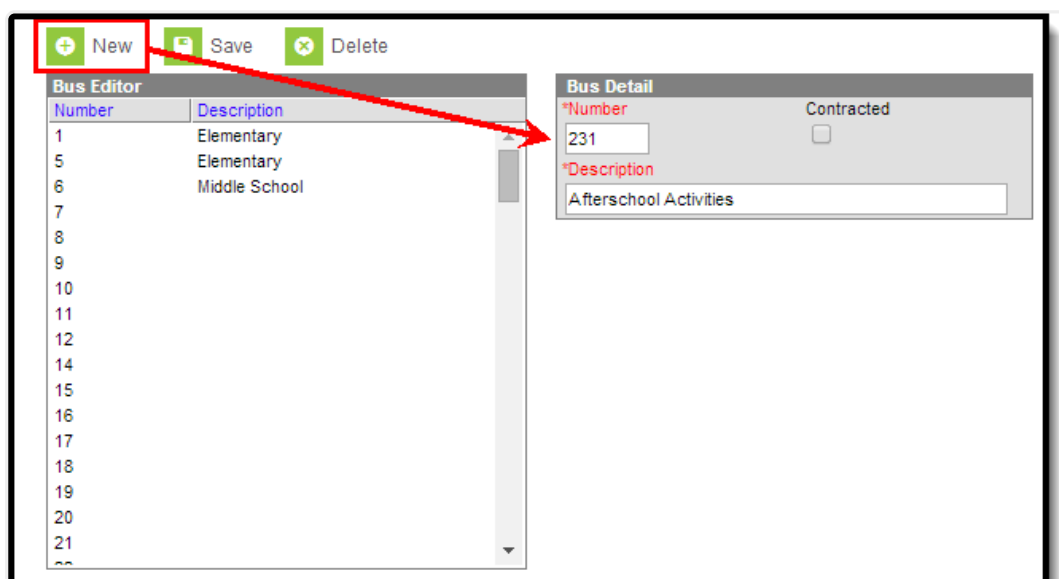 New Save Delete
Bus Editor
Number Description
1 Elementary
5 Elementary
6 Middle School
7
8
9
10
11
12
14
15
16
17
18
19
20
21
Bus Detail
*Number Contracted
231
*Description
Afterschool Activities